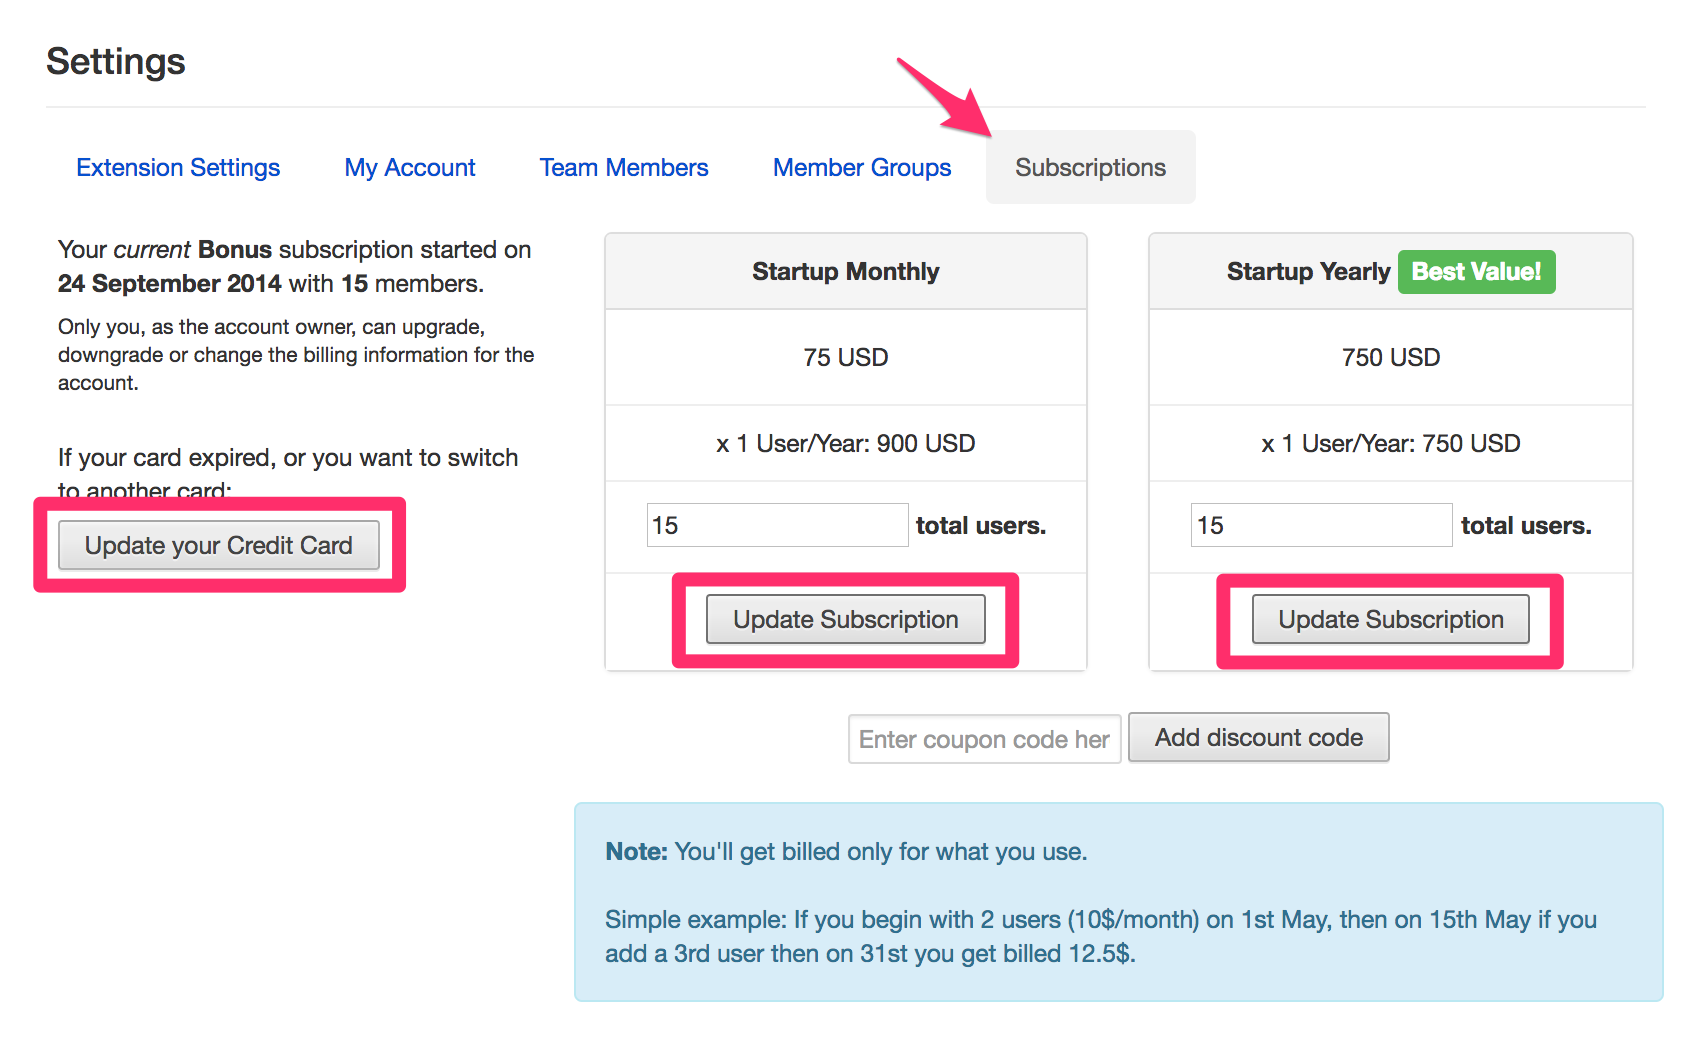 Settings
Extension Settings
My Account
Team Members
Member Groups
Subscriptions
Your current Bonus subscription started on
24 September 2014 with 15 members.
Only you, as the account owner, can upgrade,
downgrade or change the billing information for the
account.
If your card expired, or you want to switch
to another card:
Update your Credit Card
Startup Monthly
75 USD
x 1 User/Year: 900 USD
15 total users.
Update Subscription
Startup Yearly Best Value!
750 USD
x 1 User/Year: 750 USD
15 total users.
Update Subscription
Enter coupon code her
Add discount code
Note: You'll get billed only for what you use.
Simple example: If you begin with 2 users (10$/month) on 1st May, then on 15th May if you
add a 3rd user then on 31st you get billed 12.5$.